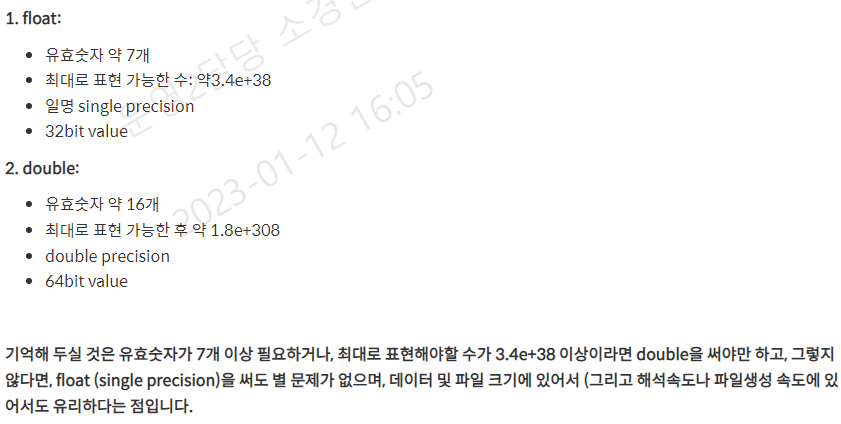 1. float:
유효숫자 약 7개
최대로 표현 가능한 수: 약3.4e+38
일명 single precision
32bit value
2. double:
유효숫자 약 16개
최대로 표현 가능한 후 약 1.8e+308
double precision
64bit value
기억해 두실 것은 유효숫자가 7개 이상 필요하거나, 최대로 표현해야할 수가 3.4e+38 이상이라면 double을 써야만 하고, 그렇지
않다면, float (single precision)을 써도 별 문제가 없으며, 데이터 및 파일 크기에 있어서 (그리고 해석속도나 파일생성 속도에 있
어서도 유리하다는 점입니다.
2023-01-12 16:05